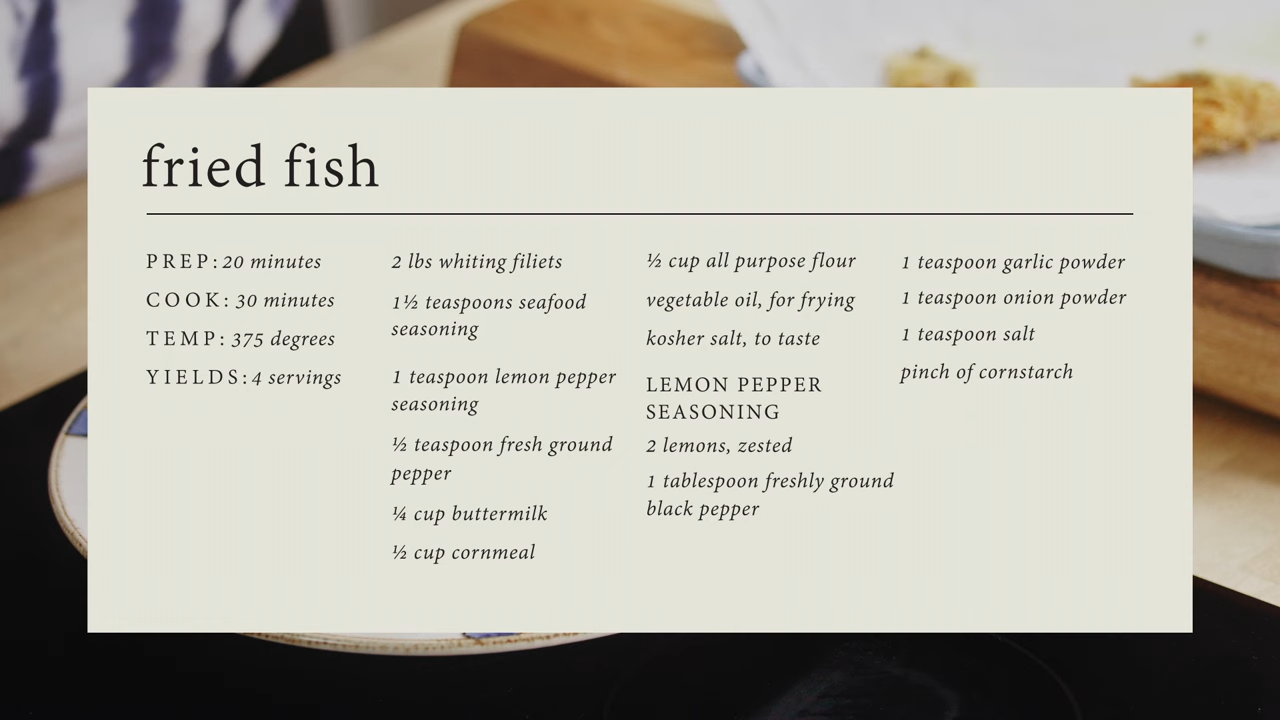 fried fish
PREP: 20 minutes
COOK: 30 minutes
TEMP: 375 degrees
YIELDS: 4 servings
2 lbs whiting filiets
1½ teaspoons seafood
seasoning
1 teaspoon lemon pepper
seasoning
½ teaspoon fresh ground
pepper
¼ cup buttermilk
½ cup cornmeal
½ cup all purpose flour
vegetable oil, for frying
kosher salt, to taste
LEMON PEPPER
SEASONING
2 lemons, zested
1 tablespoon freshly ground
black pepper
1 teaspoon garlic powder
1 teaspoon onion powder
1 teaspoon salt
pinch of cornstarch